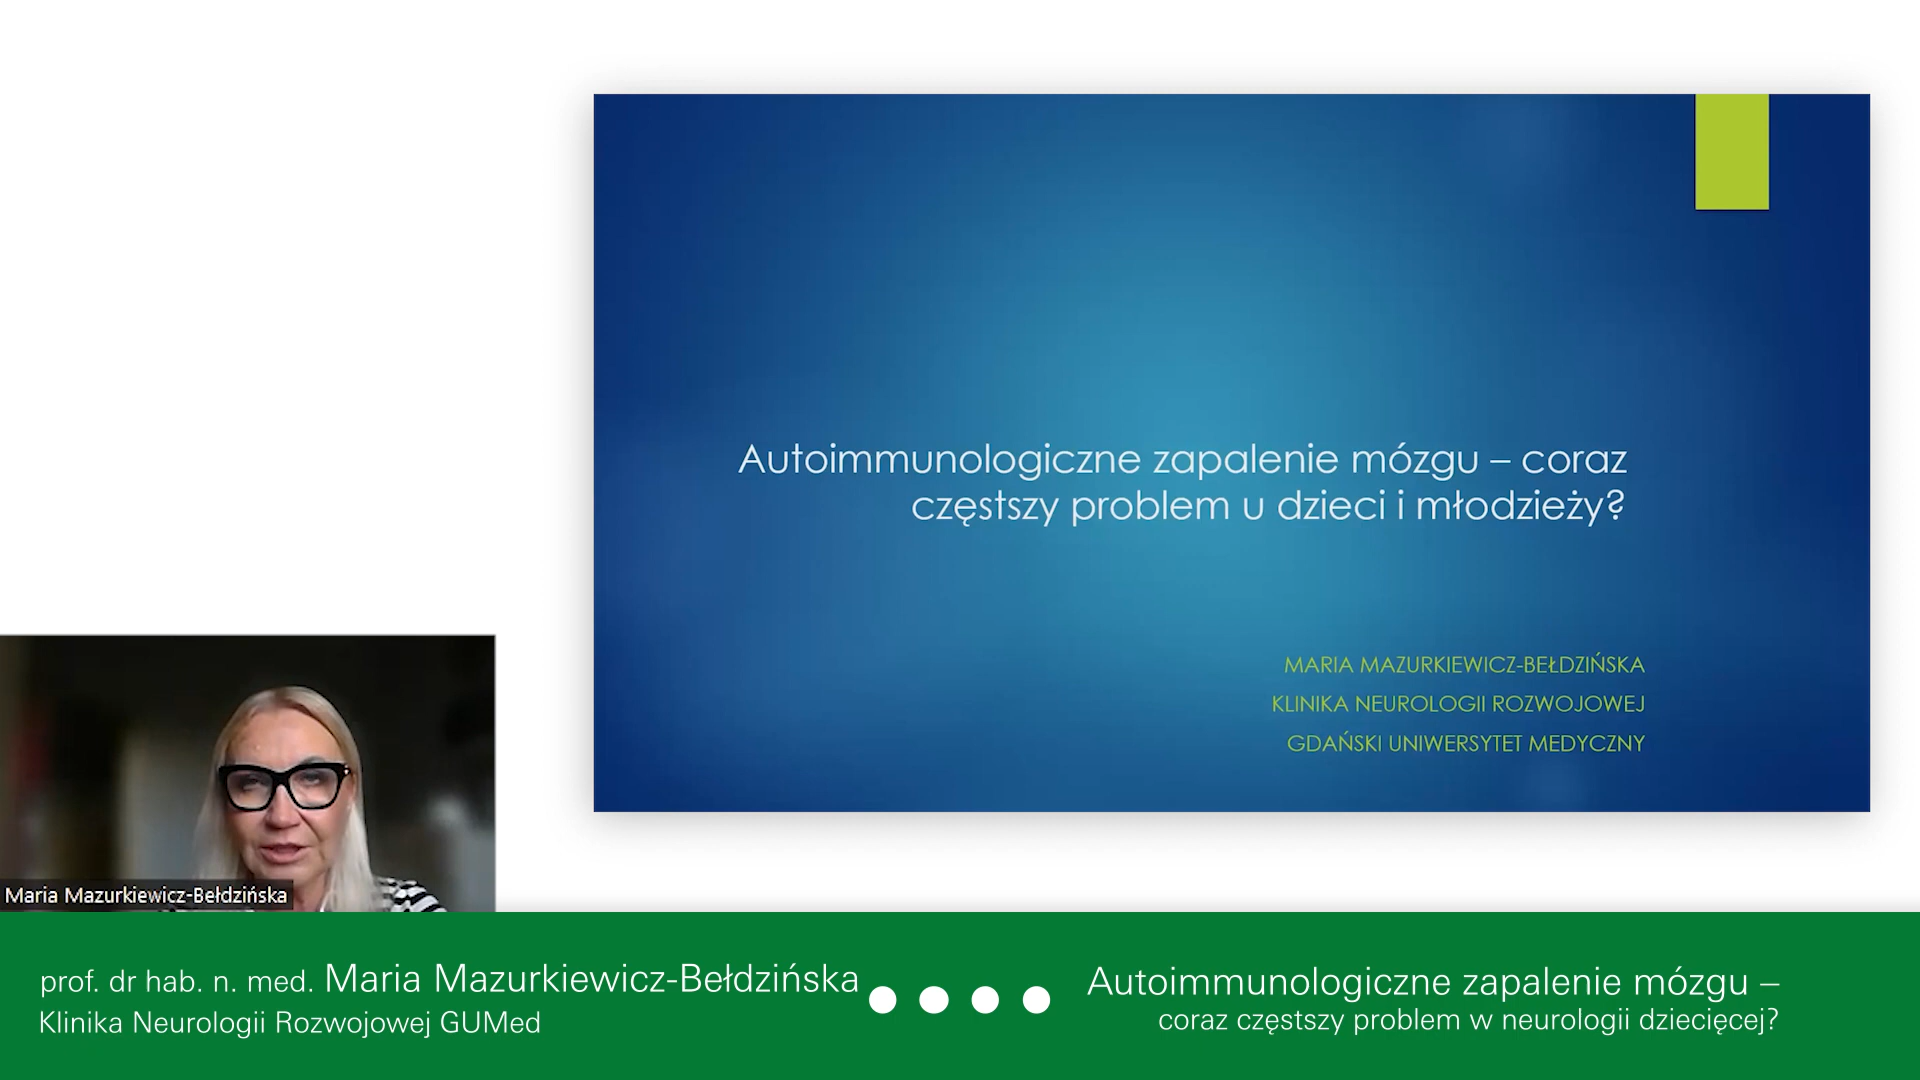 Autoimmunologiczne zapalenie mózgu – coraz
częstszy problem u dzieci i młodzieży?
MARIA MAZURKIEWICZ-BEŁDZIŃSKA
KLINIKA NEUROLOGII ROZWOJOWEJ
GDAŃSKI UNIWERSYTET MEDYCZNY
Maria Mazurkiewicz-Bełdzińska
prof. dr hab. n. med. Maria Mazurkiewicz-Bełdzińska
Klinika Neurologii Rozwojowej GUMed
Autoimmunologiczne zapalenie mózgu –
coraz częstszy problem w neurologii dziecięcej?